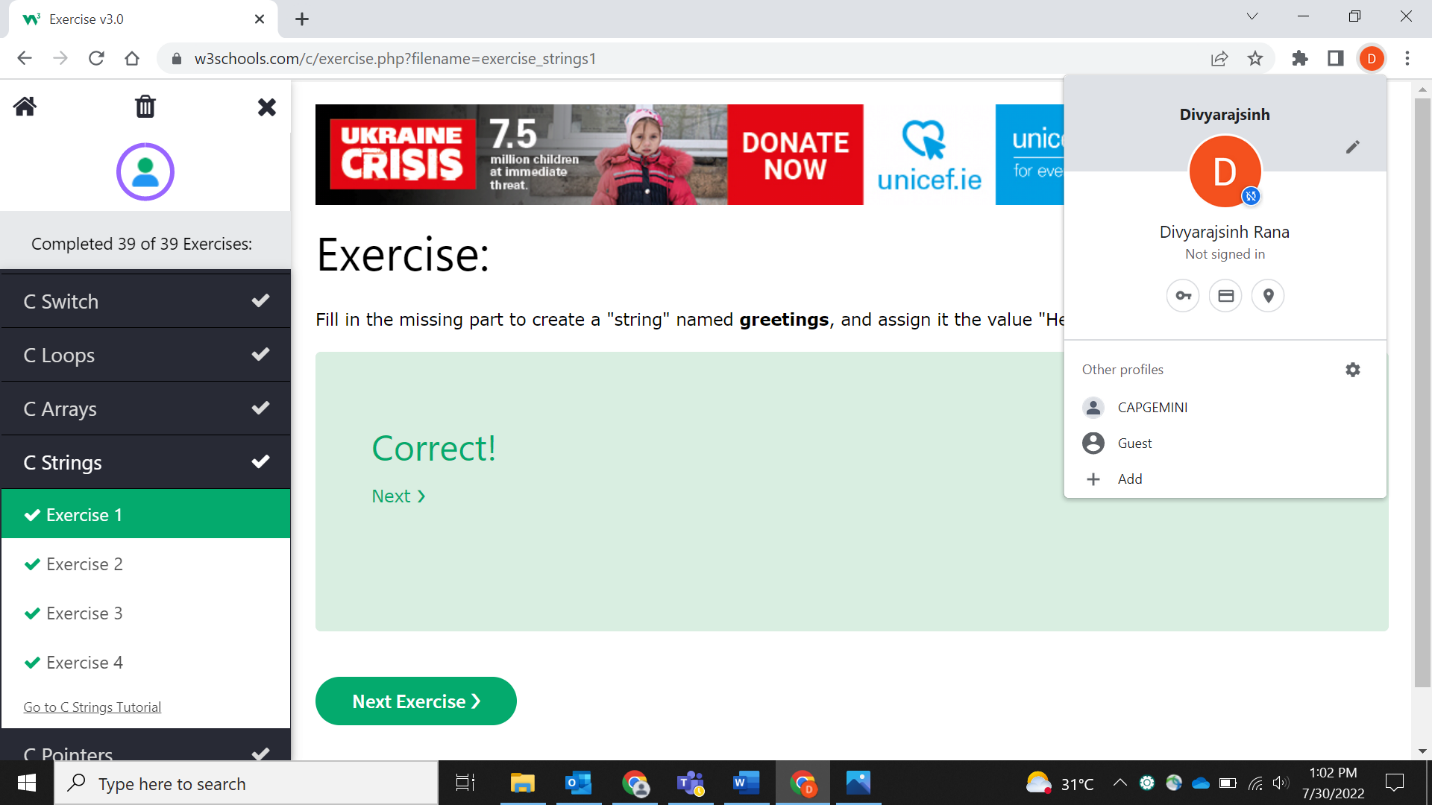 Exercise v3.0
w3schools.com/c/exercise.php?filename=exercise_strings1
Completed 39 of 39 Exercises:
C Switch
C Loops
C Arrays
C Strings
Exercise 1
Exercise 2
Exercise 3
Exercise 4
Go to C Strings Tutorial
C Pointers
UKRAINE
CRISIS
7.5
million children
at immediate
threat.
DONATE
NOW
unicef.ie
for
Exercise:
Fill in the missing part to create a "string" named greetings, and assign it the value
Correct!
Next
Next Exercise
D
Divyarajsinh
D
Divyarajsinh Rana
Not signed in
Other profiles
CAPGEMINI
Guest
Add
Type here to search
31°C
1:02 PM
7/30/2022